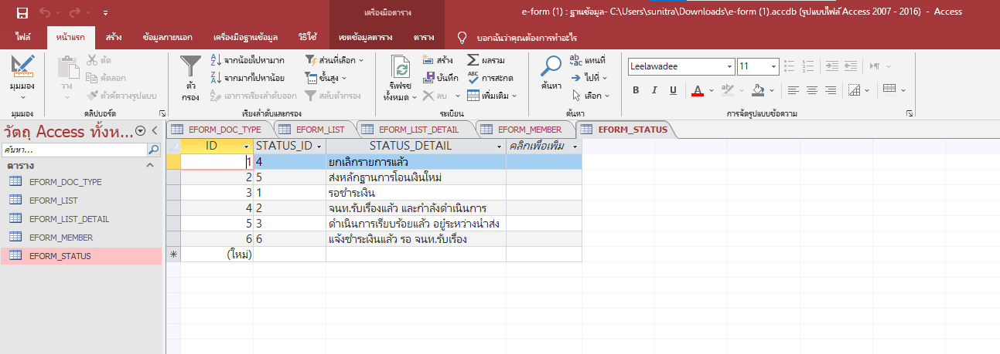 เครื่องมือตาราง
e-form (1) : ฐานข้อมูล- C:\Users\sunitra\Downloads\e-form (1).accdb (รูปแบบไฟล์ Access 2007 - 2016) - Access
ไฟล์ หน้าแรก สร้าง ข้อมูลภายนอก เครื่องมือฐานข้อมูล วิธีใช้ เขตข้อมูลตาราง ตาราง บอกฉันว่าคุณต้องการทำอะไร
ตัด จากน้อยไปหามาก ส่วนที่เลือก สร้าง ผลรวม แทนที่ Leelawadee 11
มุมมอง วาง คัดลอก ตัวกรอง จากมากไปหาน้อย ขั้นสูง รีเฟรชทั้งหมด บันทึก การสะกด ค้นหา ไปที่
ตัวคัดวางรูปแบบ เอาการเรียงลำดับออก สลับตัวกรอง ลบ เพิ่มเติม เลือก B I U A
มุมมอง คลิปบอร์ด เรียงลำดับและกรอง ระเบียน ค้นหา การจัดรูปแบบข้อความ
วัตถุ Access ทั้งห...
ค้นหา...
ตาราง
EFORM_DOC_TYPE
EFORM_LIST
EFORM_LIST_DETAIL
EFORM_MEMBER
EFORM_STATUS
EFORM_DOC_TYPE EFORM_LIST EFORM_LIST_DETAIL EFORM_MEMBER EFORM_STATUS
ID STATUS_ID STATUS_DETAIL คลิกเพื่อเพิ่ม
1 4 ยกเลิกรายการแล้ว
2 5 ส่งหลักฐานการโอนเงินใหม่
3 1 รอชำระเงิน
4 2 จนท.รับเรื่องแล้ว และกำลังดำเนินการ
5 3 ดำเนินการเรียบร้อยแล้ว อยู่ระหว่างนำส่ง
6 6 แจ้งชำระเงินแล้ว รอ จนท.รับเรื่อง
(ใหม่)